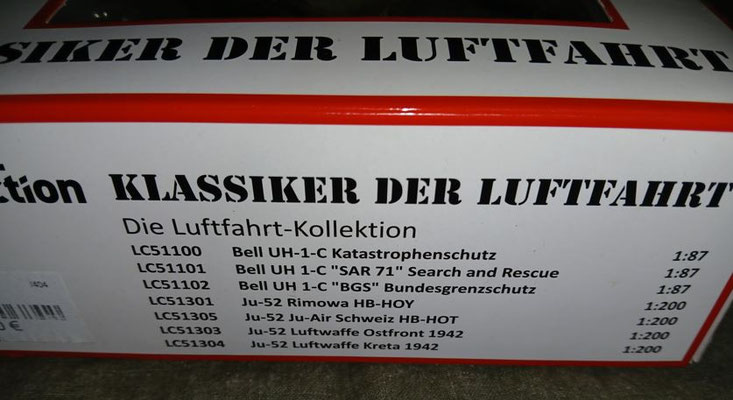 SIKER DER LUFTFAHRT
ction KLASSIKER DER LUFTFAHRT
Die Luftfahrt-Kollektion
LC51100 Bell UH-1-C Katastrophenschutz 1:87
LC51101 Bell UH 1-C "SAR 71" Search and Rescue 1:87
LC51102 Bell UH 1-C "BGS" Bundesgrenzschutz 1:87
LC51301 Ju-52 Rimowa HB-HOY 1:200
LC51305 Ju-52 Ju-Air Schweiz HB-HOT 1:200
LC51303 Ju-52 Luftwaffe Ostfront 1942 1:200
LC51304 Ju-52 Luftwaffe Kreta 1942 1:200
0 €